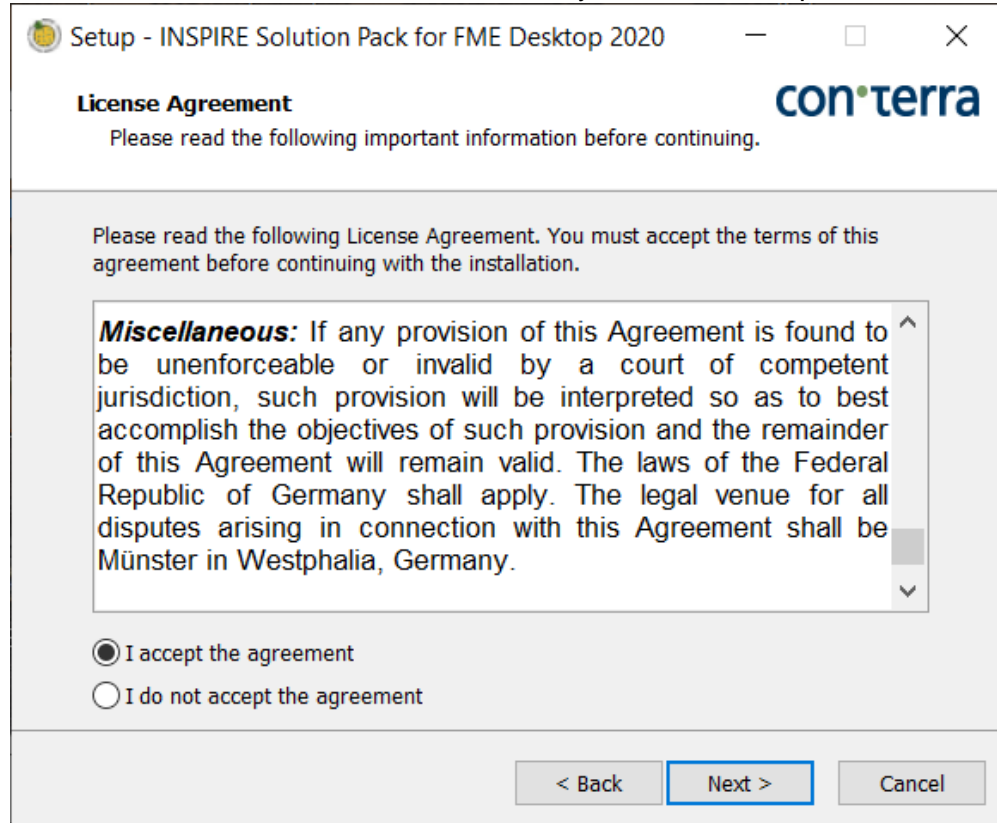 Setup - INSPIRE Solution Pack for FME Desktop 2020
License Agreement
con terra
Please read the following important information before continuing.
Please read the following License Agreement. You must accept the terms of this
agreement before continuing with the installation.
Miscellaneous: If any provision of this Agreement is found to
be unenforceable or invalid by a court of competent
jurisdiction, such provision will be interpreted so as to best
accomplish the objectives of such provision and the remainder
of this Agreement will remain valid. The laws of the Federal
Republic of Germany shall apply. The legal venue for all
disputes arising in connection with this Agreement shall be
Münster in Westphalia, Germany.
I accept the agreement
I do not accept the agreement
< Back Next > Cancel